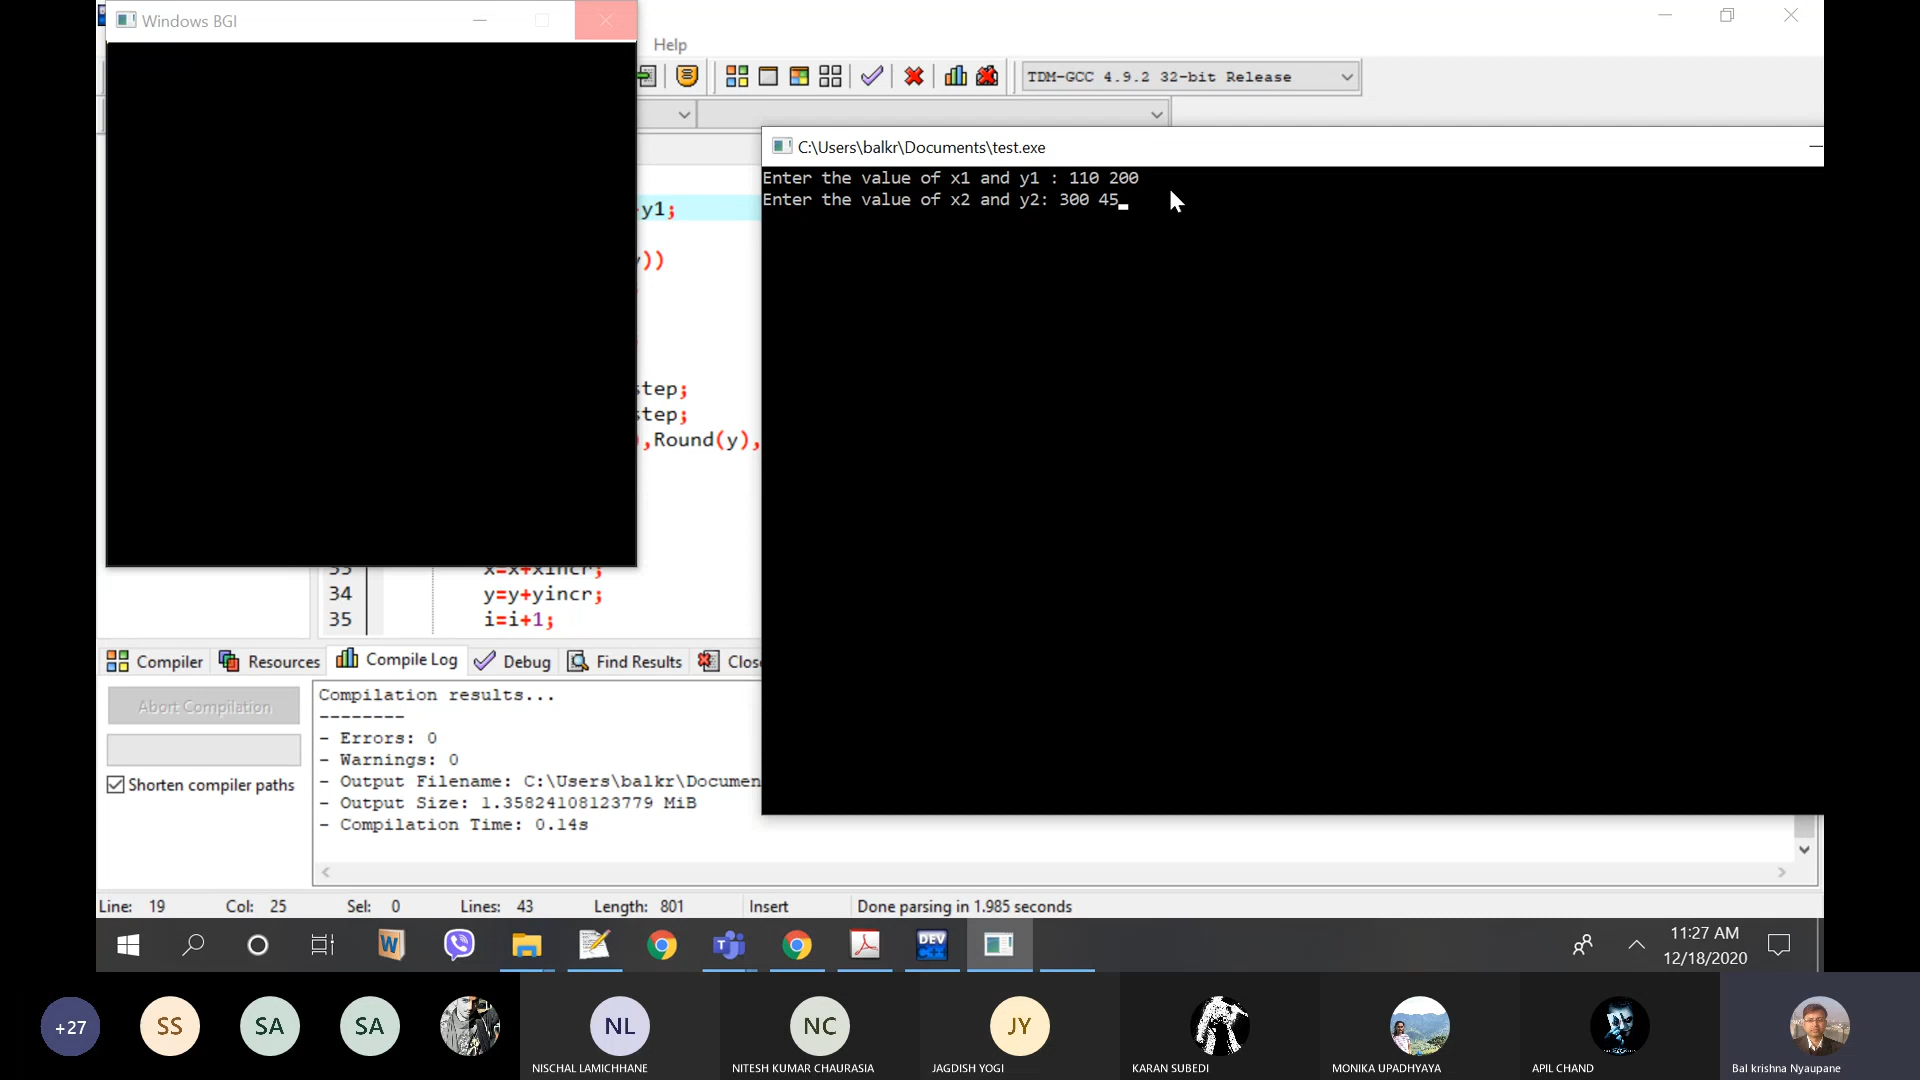 Windows BGI
Help
TDM-GCC 4.9.2 32-bit Release
C:\Users\balkr\Documents\test.exe
Enter the value of x1 and y1 : 110 200
Enter the value of x2 and y2: 300 45
y1;
))
step;
step;
,Round(y),
33 x=x+xincr;
34 y=y+yincr;
35 i=i+1;
Compiler Resources Compile Log Debug Find Results Close
Abort Compilation
Shorten compiler paths
Compilation results...
--------
- Errors: 0
- Warnings: 0
- Output Filename: C:\Users\balkr\Documen
- Output Size: 1.35824108123779 MiB
- Compilation Time: 0.14s
Line: 19 Col: 25 Sel: 0 Lines: 43 Length: 801 Insert Done parsing in 1.985 seconds
W
T
DEV
C++
11:27 AM
12/18/2020
+27
SS
SA
SA
NL
NISCHAL LAMICHHANE
NC
NITESH KUMAR CHAURASIA
JY
JAGDISH YOGI
KARAN SUBEDI
MONIKA UPADHYAYA
APIL CHAND
Bal krishna Nyaupane